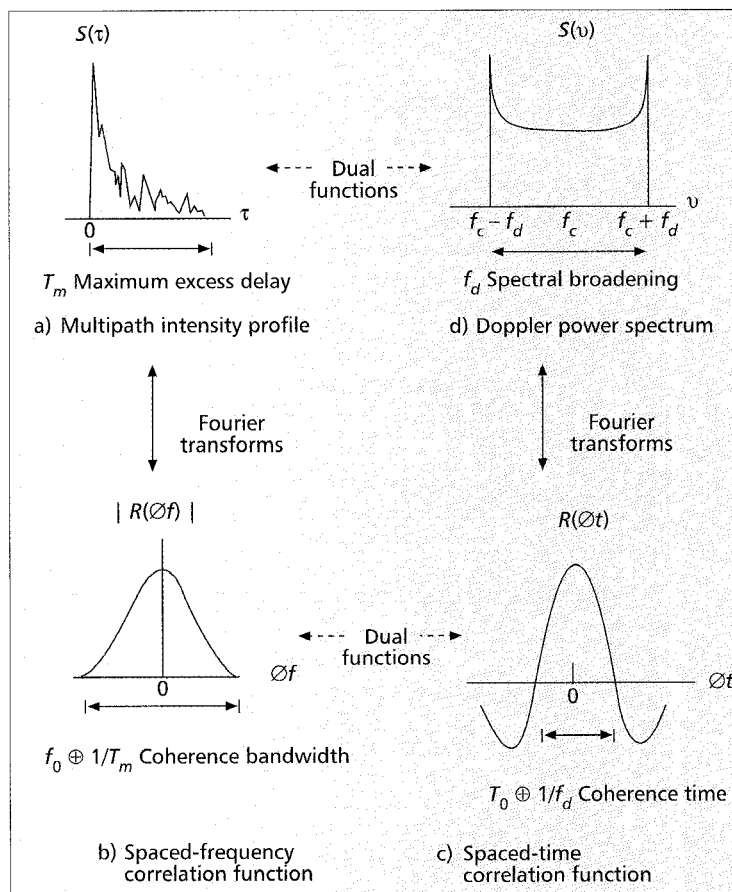 S(τ)
τ
0
T_m Maximum excess delay
a) Multipath intensity profile
Dual
functions
S(υ)
υ
f_c – f_d
f_c
f_c + f_d
f_d Spectral broadening
d) Doppler power spectrum
Fourier
transforms
Fourier
transforms
| R(∅f) |
∅f
0
f_0 ⊕ 1/T_m Coherence bandwidth
b) Spaced-frequency
correlation function
Dual
functions
R(∅t)
∅t
0
T_0 ⊕ 1/f_d Coherence time
c) Spaced-time
correlation function